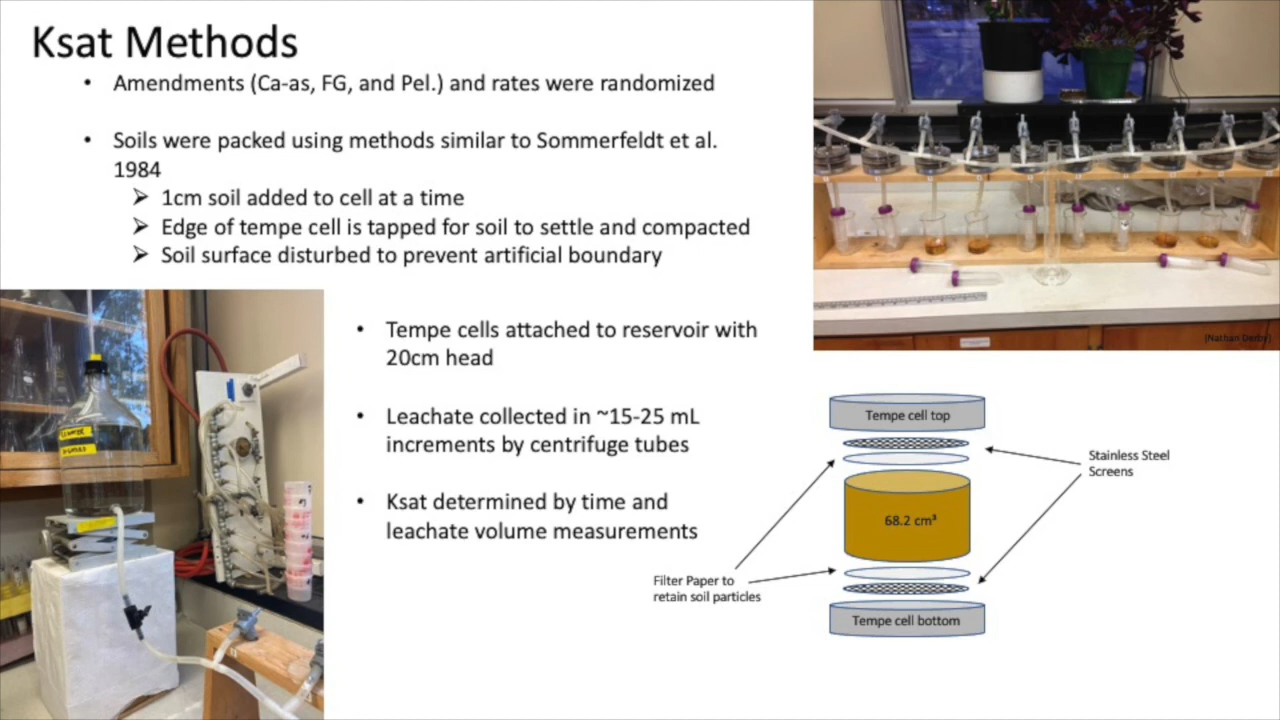 Ksat Methods
• Amendments (Ca-as, FG, and Pel.) and rates were randomized
• Soils were packed using methods similar to Sommerfeldt et al.
1984
➢ 1cm soil added to cell at a time
➢ Edge of tempe cell is tapped for soil to settle and compacted
➢ Soil surface disturbed to prevent artificial boundary
• Tempe cells attached to reservoir with
20cm head
• Leachate collected in ~15-25 mL
increments by centrifuge tubes
• Ksat determined by time and
leachate volume measurements
(Nathan Derby)
Tempe cell top
Stainless Steel
Screens
68.2 cm³
Filter Paper to
retain soil particles
Tempe cell bottom